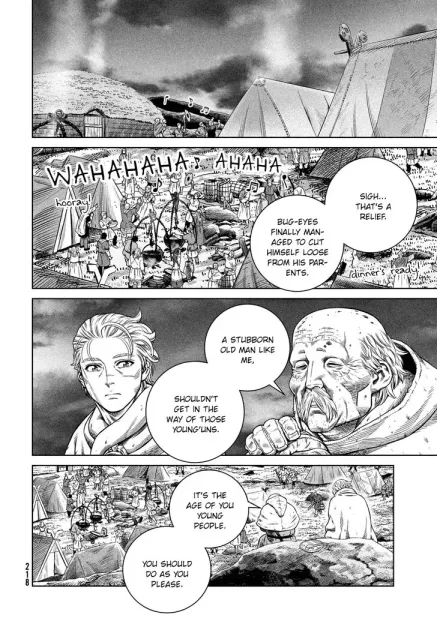 WAHAHAHA
AHAHA
hooray!
SIGH...
THAT'S A
RELIEF.
BUG-EYES
FINALLY MAN-
AGED TO CUT
HIMSELF LOOSE
FROM HIS PAR-
ENTS.
dinner's ready
A STUBBORN
OLD MAN LIKE
ME,
SHOULDN'T
GET IN THE
WAY OF THOSE
YOUNG'UNS.
IT'S THE
AGE OF YOU
YOUNG
PEOPLE.
YOU SHOULD
DO AS YOU
PLEASE.
218